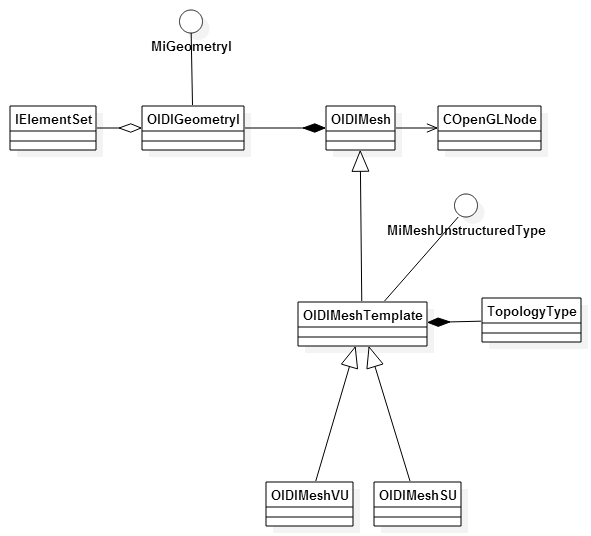 MiGeometryI
IElementSet
OIDIGeometryI
OIDIMesh
COpenGLNode
MiMeshUnstructuredType
OIDIMeshTemplate
TopologyType
OIDIMeshVU
OIDIMeshSU